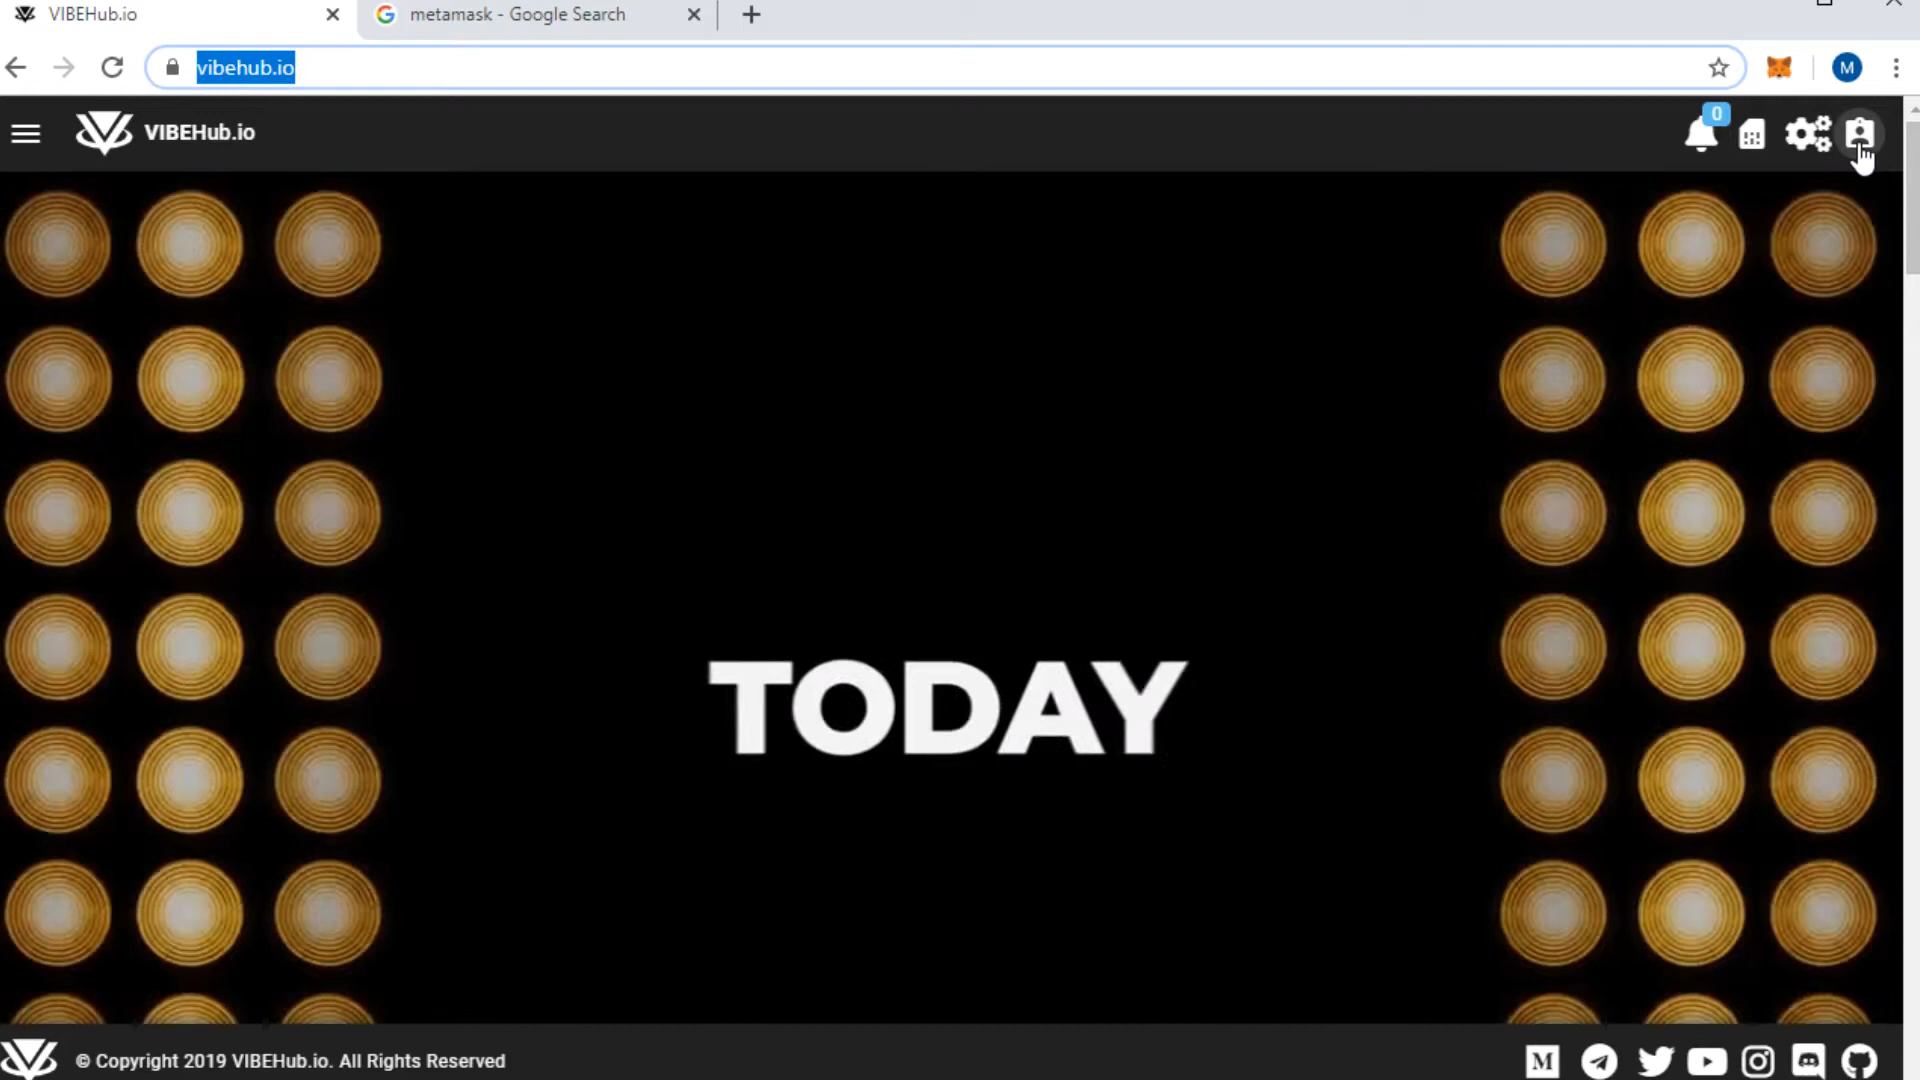 VIBEHub.io
metamask - Google Search
vibehub.io
M
VIBEHub.io
0
TODAY
© Copyright 2019 VIBEHub.io. All Rights Reserved
M